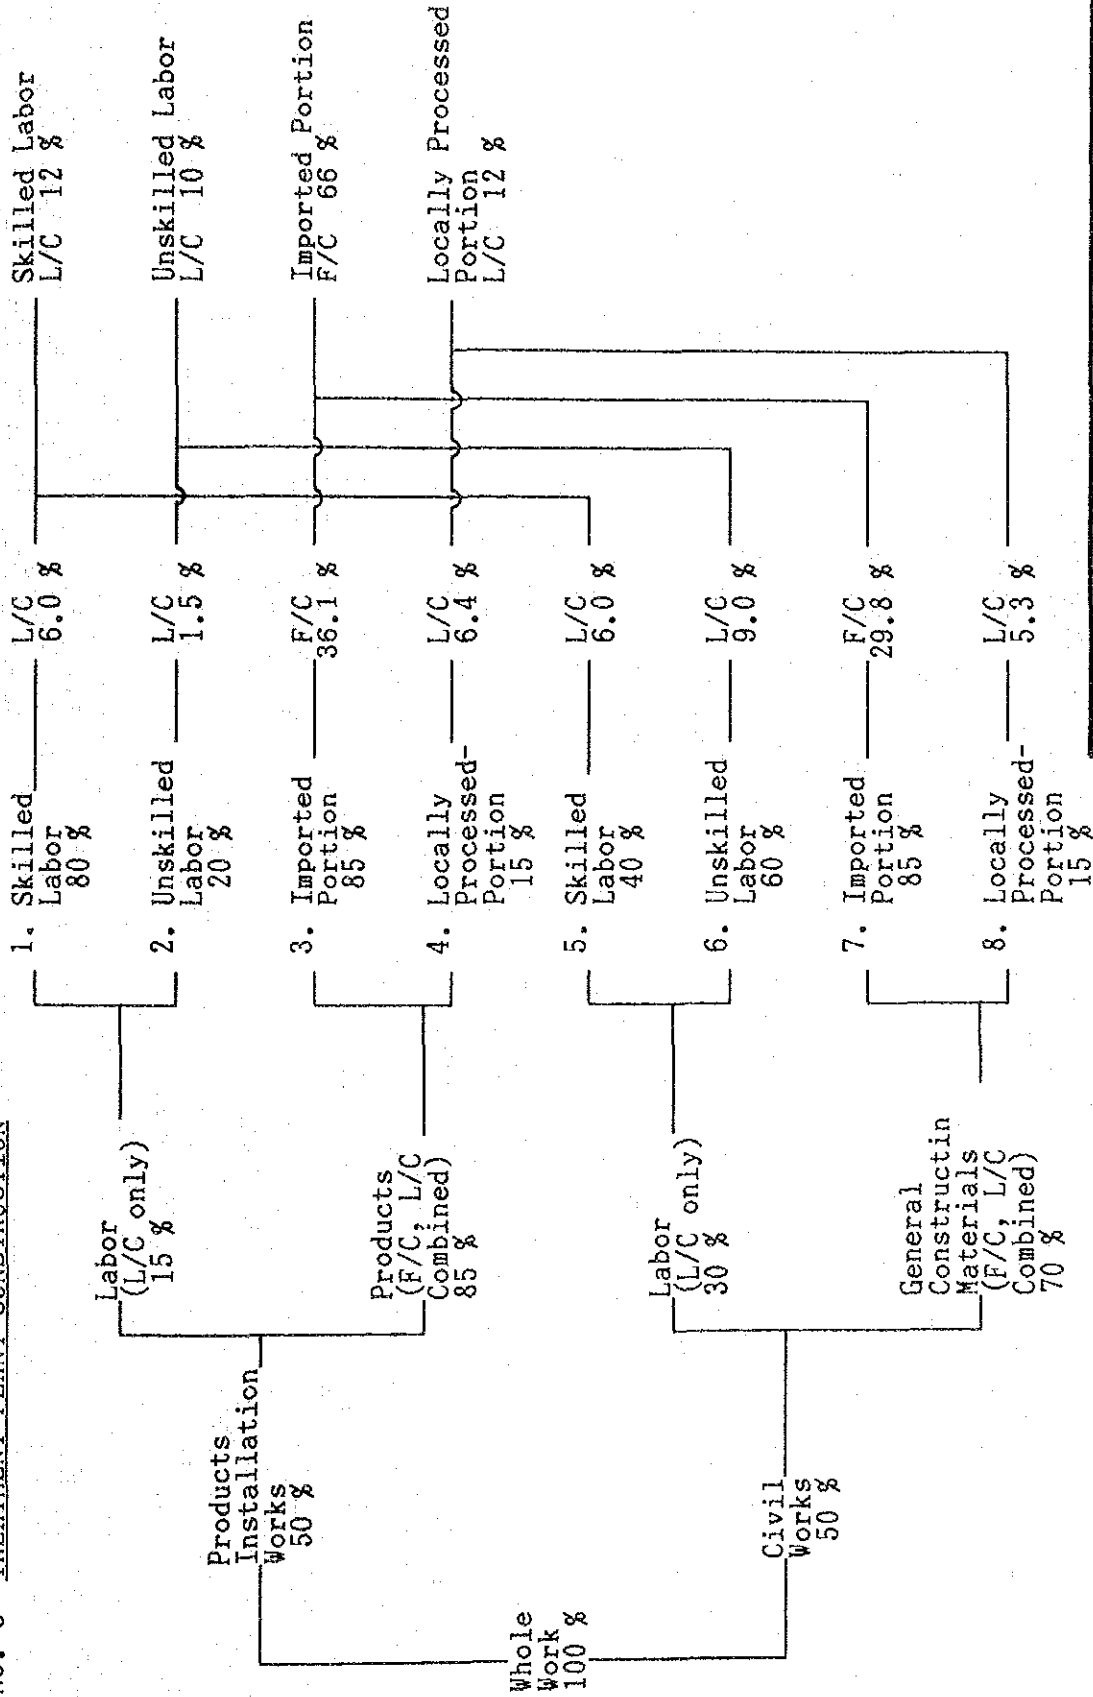 TREATMENT PLANT CONSTRUCTION
Whole
Work
100 %
Products
Installation
Works
50 %
Civil
Works
50 %
Labor
(L/C only)
15 %
Products
(F/C, L/C
Combined)
85 %
Labor
(L/C only)
30 %
General
Constructin
Materials
(F/C, L/C
Combined)
70 %
1. Skilled
Labor
80 %
2. Unskilled
Labor
20 %
3. Imported
Portion
85 %
4. Locally
Processed-
Portion
15 %
5. Skilled
Labor
40 %
6. Unskilled
Labor
60 %
7. Imported
Portion
85 %
8. Locally
Processed-
Portion
15 %
L/C
6.0 %
L/C
1.5 %
F/C
36.1 %
L/C
6.4 %
L/C
6.0 %
L/C
9.0 %
F/C
29.8 %
L/C
5.3 %
Skilled Labor
L/C 12 %
Unskilled Labor
L/C 10 %
Imported Portion
F/C 66 %
Locally Processed
Portion
L/C 12 %